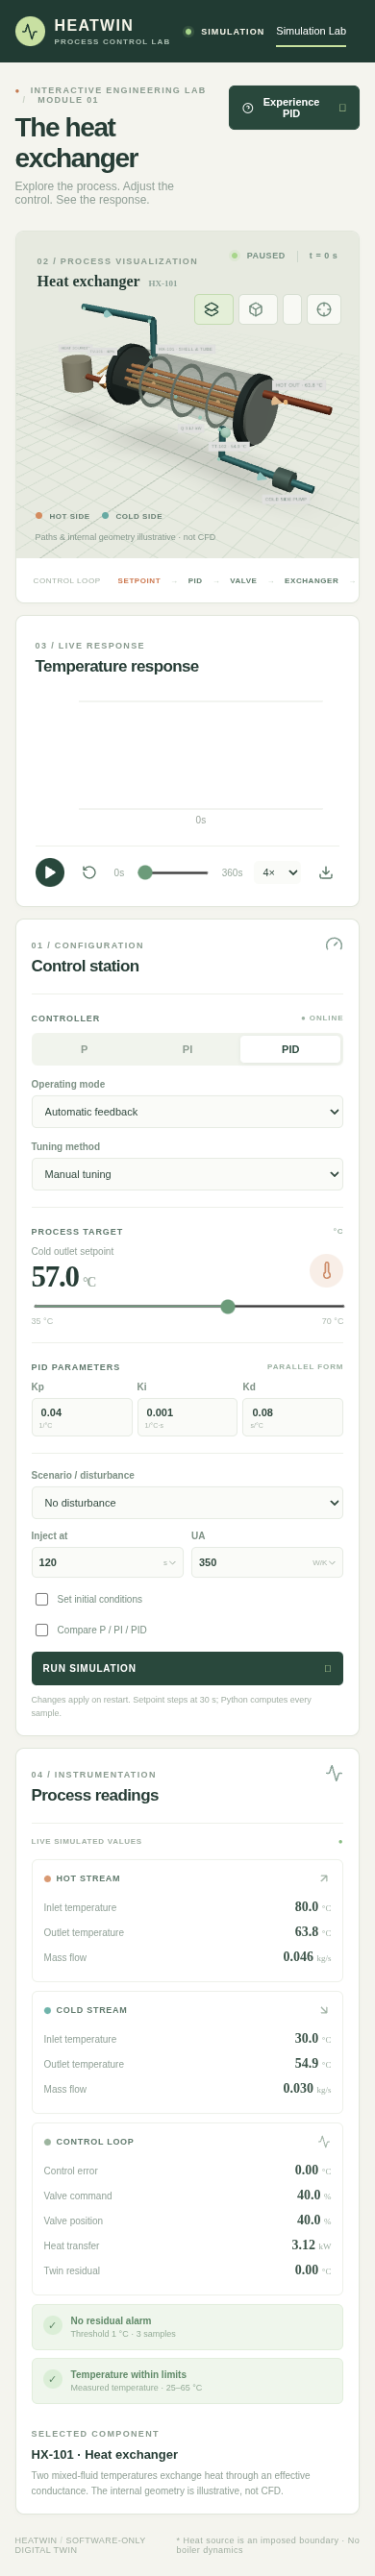 HEATWIN
PROCESS CONTROL LAB
SIMULATION
Simulation Lab
INTERACTIVE ENGINEERING LAB
/ MODULE 01
The heat
exchanger
Explore the process. Adjust the
control. See the response.
Experience
PID
02 / PROCESS VISUALIZATION
Heat exchanger HX-101
PAUSED
t = 0 s
HOT SIDE
COLD SIDE
Paths & internal geometry illustrative · not CFD
CONTROL LOOP SETPOINT → PID → VALVE → EXCHANGER →
03 / LIVE RESPONSE
Temperature response
0s
0s
360s
4×
01 / CONFIGURATION
Control station
CONTROLLER
● ONLINE
P
PI
PID
Operating mode
Automatic feedback
Tuning method
Manual tuning
PROCESS TARGET
°C
Cold outlet setpoint
57.0 °C
35 °C
70 °C
PID PARAMETERS
PARALLEL FORM
Kp
Ki
Kd
0.04
0.001
0.08
1/°C
1/°C·s
s/°C
Scenario / disturbance
No disturbance
Inject at
UA
120 s
350 W/K
Set initial conditions
Compare P / PI / PID
RUN SIMULATION
Changes apply on restart. Setpoint steps at 30 s; Python computes every
sample.
04 / INSTRUMENTATION
Process readings
LIVE SIMULATED VALUES
HOT STREAM
Inlet temperature 80.0 °C
Outlet temperature 63.8 °C
Mass flow 0.046 kg/s
COLD STREAM
Inlet temperature 30.0 °C
Outlet temperature 54.9 °C
Mass flow 0.030 kg/s
CONTROL LOOP
Control error 0.00 °C
Valve command 40.0 %
Valve position 40.0 %
Heat transfer 3.12 kW
Twin residual 0.00 °C
No residual alarm
Threshold 1 °C · 3 samples
Temperature within limits
Measured temperature · 25–65 °C
SELECTED COMPONENT
HX-101 · Heat exchanger
Two mixed-fluid temperatures exchange heat through an effective
conductance. The internal geometry is illustrative, not CFD.
HEATWIN / SOFTWARE-ONLY
DIGITAL TWIN
* Heat source is an imposed boundary · No
boiler dynamics